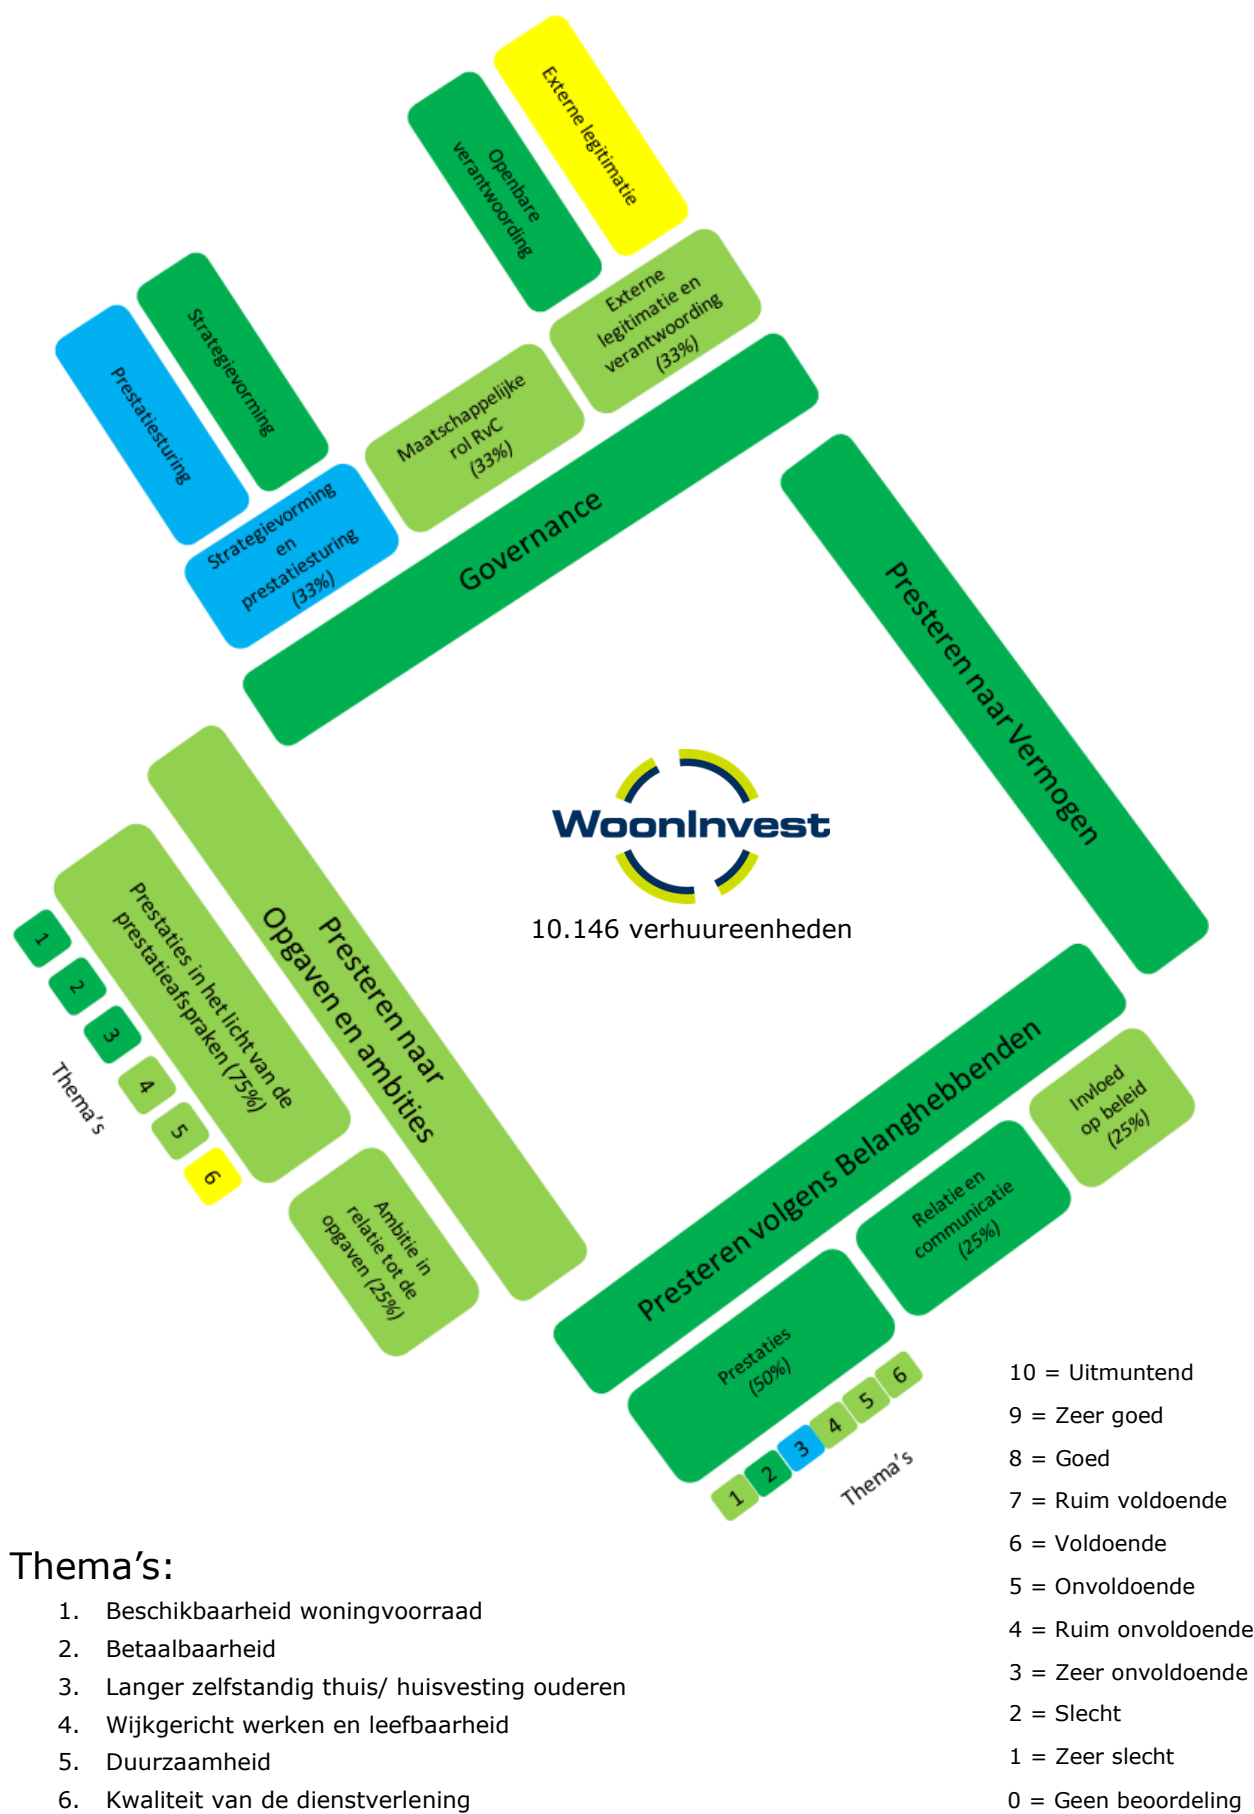 Externe legitimatie
Openbare
verantwoording
Strategievorming
Prestatiesturing
Externe
legitimatie en
verantwoording
(33%)
Maatschappelijke
rol RvC
(33%)
Strategievorming
en
prestatiesturing
(33%)
Governance
Presteren naar Vermogen
WoonInvest
10.146 verhuureenheden
Presteren naar
Opgaven en ambities
Prestaties in het licht van de
prestatieafspraken (75%)
1
2
3
4
5
6
Thema's
Ambitie in
relatie tot de
opgaven (25%)
Presteren volgens Belanghebbenden
Invloed
op beleid
(25%)
Relatie en
communicatie
(25%)
Prestaties
(50%)
1
2
3
4
5
6
Thema's
10 = Uitmuntend
9 = Zeer goed
8 = Goed
7 = Ruim voldoende
6 = Voldoende
5 = Onvoldoende
4 = Ruim onvoldoende
3 = Zeer onvoldoende
2 = Slecht
1 = Zeer slecht
0 = Geen beoordeling
Thema's:
1. Beschikbaarheid woningvoorraad
2. Betaalbaarheid
3. Langer zelfstandig thuis/ huisvesting ouderen
4. Wijkgericht werken en leefbaarheid
5. Duurzaamheid
6. Kwaliteit van de dienstverlening